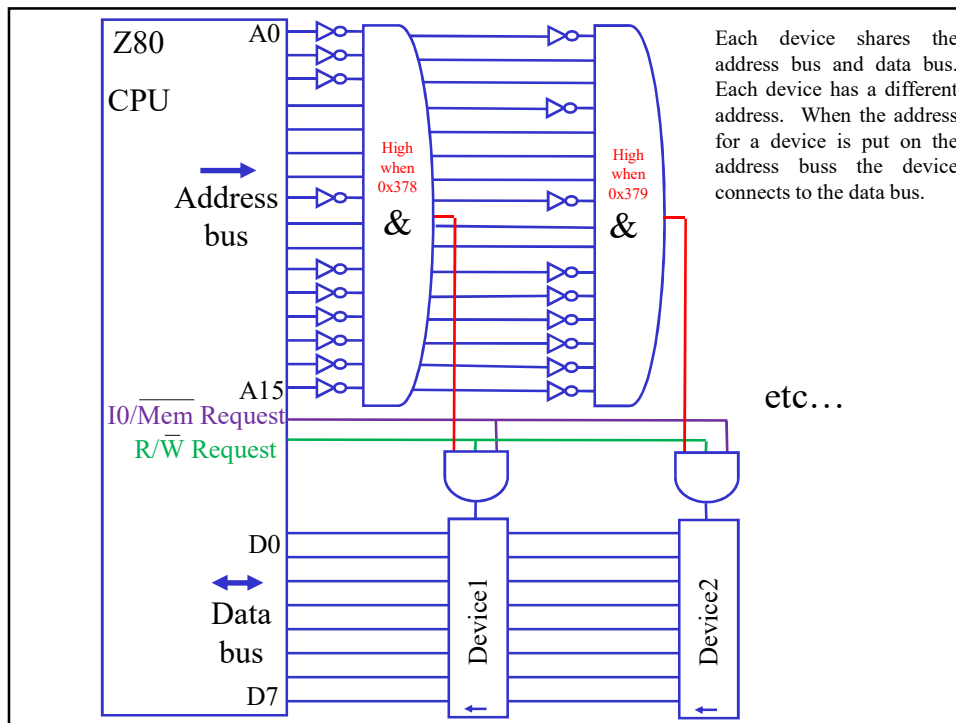 Z80
CPU
A0
Address
bus
A15
I0/Mem Request
R/W Request
D0
Data
bus
D7
High
when
0x378
&
High
when
0x379
&
Each device shares the
address bus and data bus.
Each device has a different
address. When the address
for a device is put on the
address buss the device
connects to the data bus.
etc…
Device1
Device2